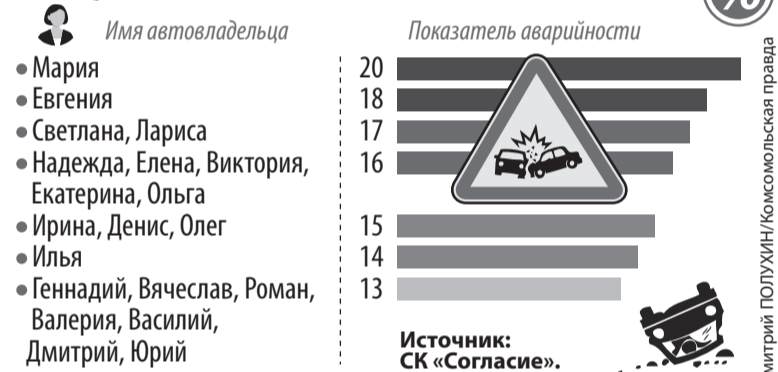 %
Имя автовладельца
Показатель аварийности
• Мария 20
• Евгения 18
• Светлана, Лариса 17
• Надежда, Елена, Виктория, 16
Екатерина, Ольга
• Ирина, Денис, Олег 15
• Илья 14
• Геннадий, Вячеслав, Роман, 13
Валерия, Василий,
Дмитрий, Юрий
Источник:
СК «Согласие».
ПОЛУХИН/Комсомольская правда